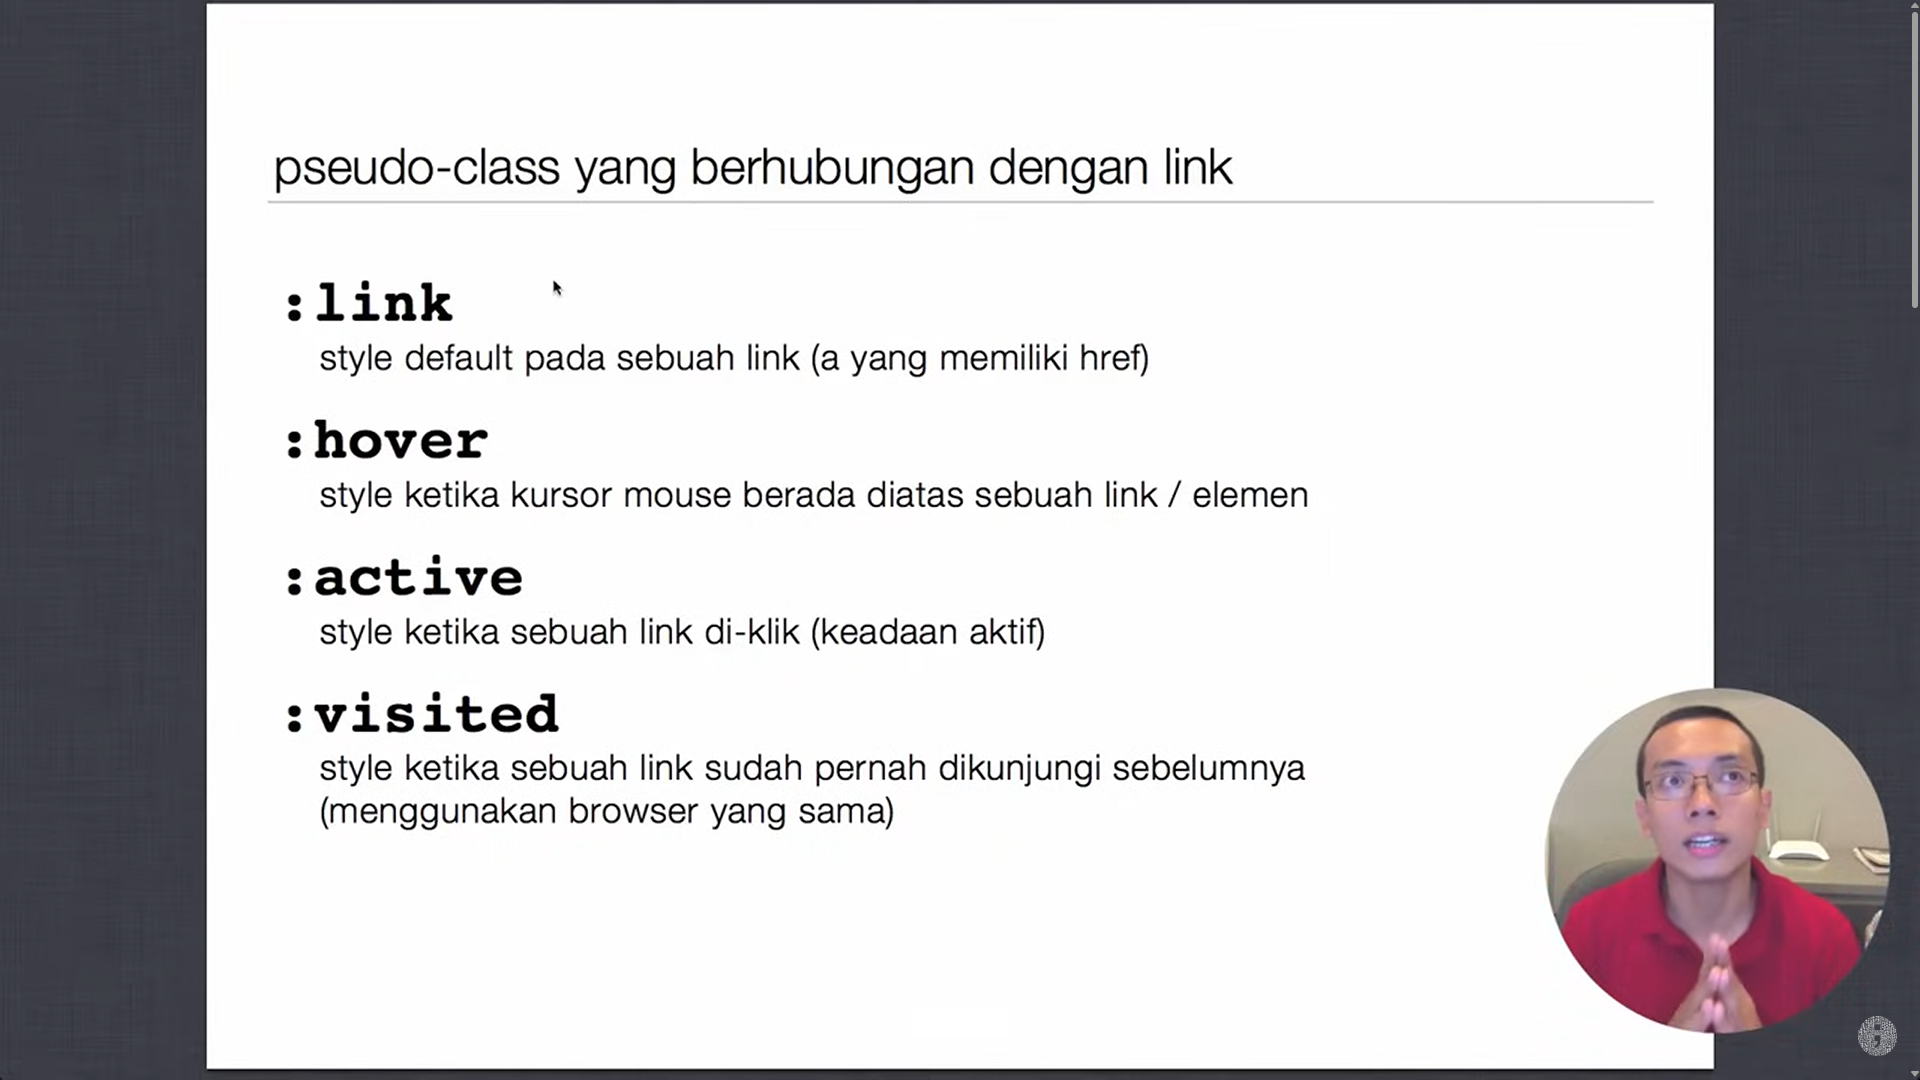 pseudo-class yang berhubungan dengan link
:link
style default pada sebuah link (a yang memiliki href)
:hover
style ketika kursor mouse berada diatas sebuah link / elemen
:active
style ketika sebuah link di-klik (keadaan aktif)
:visited
style ketika sebuah link sudah pernah dikunjungi sebelumnya
(menggunakan browser yang sama)